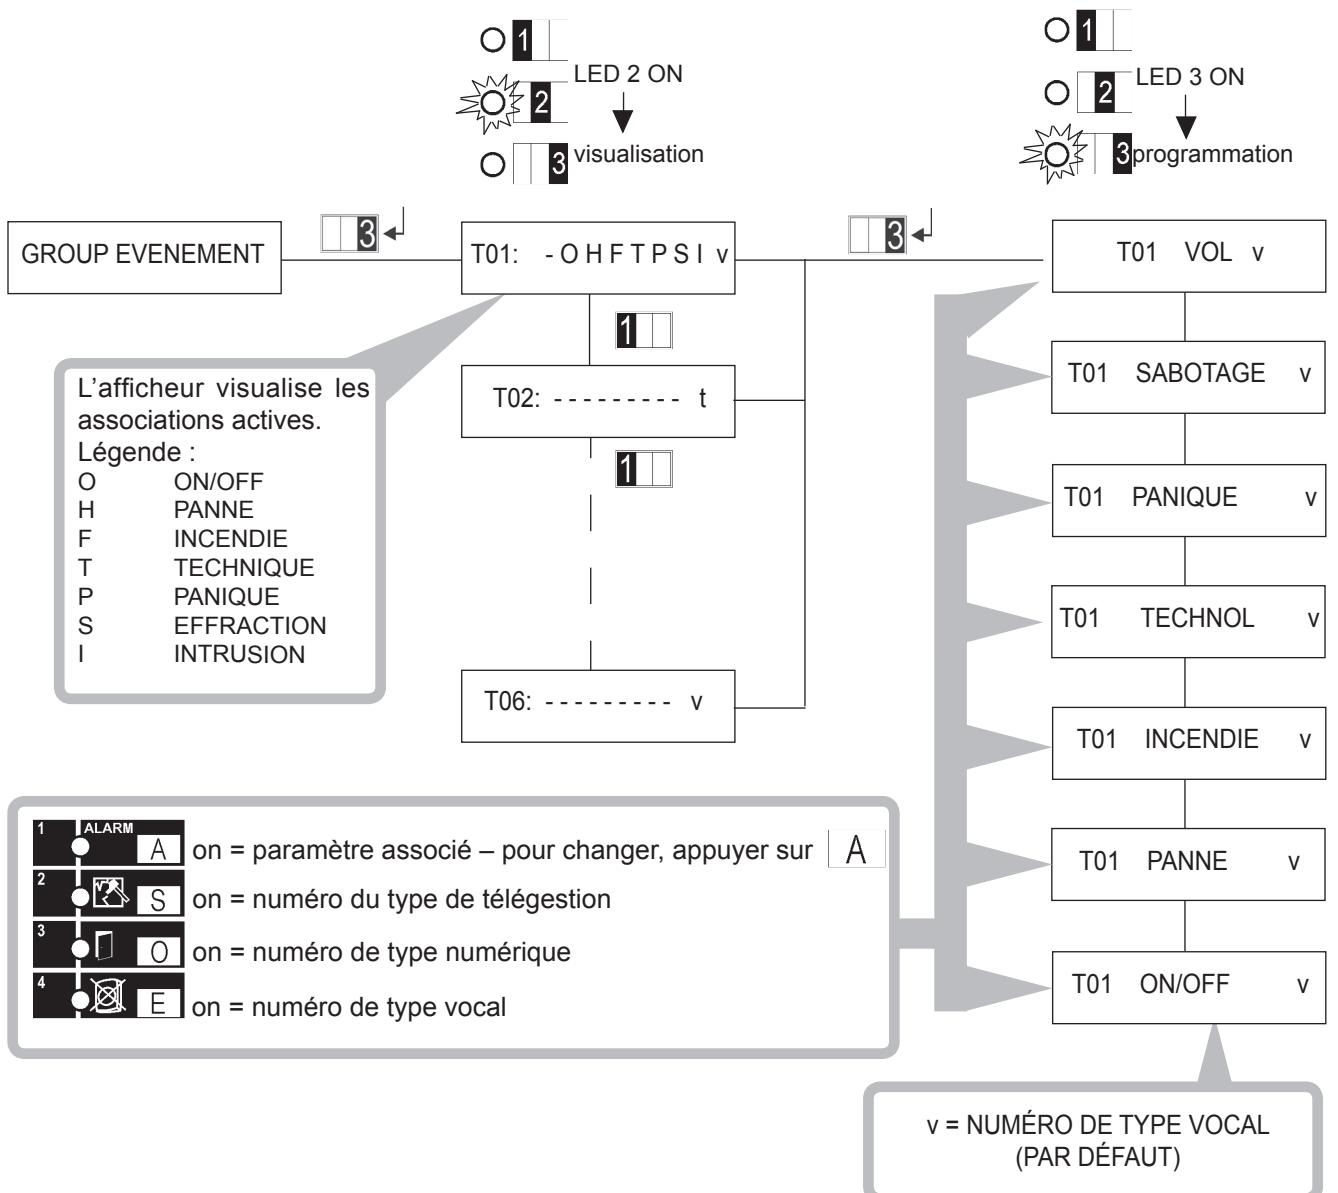 1
LED 2 ON
2
visualisation
3
1
LED 3 ON
2
3 programmation
GROUP EVENEMENT
3
T01: - O H F T P S I v
3
T01 VOL v
1
T02: - - - - - - - - - t
1
T06: - - - - - - - - - v
L'afficheur visualise les
associations actives.
Légende :
O ON/OFF
H PANNE
F INCENDIE
T TECHNIQUE
P PANIQUE
S EFFRACTION
I INTRUSION
T01 SABOTAGE v
T01 PANIQUE v
T01 TECHNOL v
T01 INCENDIE v
T01 PANNE v
T01 ON/OFF v
1 ALARM A on = paramètre associé – pour changer, appuyer sur A
2 S on = numéro du type de télégestion
3 O on = numéro de type numérique
4 E on = numéro de type vocal
v = NUMÉRO DE TYPE VOCAL
(PAR DÉFAUT)